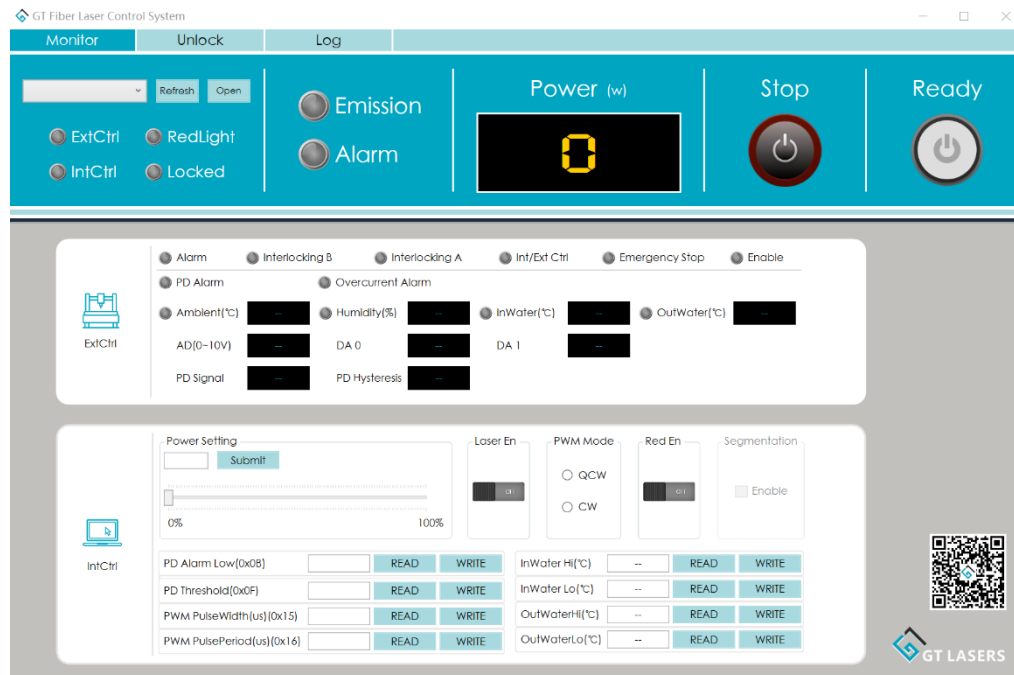 GT Fiber Laser Control System
Monitor Unlock Log
Refresh Open
ExtCtrl RedLight
IntCtrl Locked
Emission
Alarm
Power (w)
0
Stop
Ready
Alarm Interlocking B Interlocking A Int/Ext Ctrl Emergency Stop Enable
PD Alarm Overcurrent Alarm
Ambient(℃) -- Humidity(%) -- InWater(℃) -- OutWater(℃) --
AD(0~10V) -- DA 0 -- DA 1 --
PD Signal -- PD Hysteresis --
ExtCtrl
Power Setting
Submit
0% 100%
Laser En
Off
PWM Mode
QCW
CW
Red En
Off
Segmentation
Enable
IntCtrl
PD Alarm Low(0x0B) READ WRITE
PD Threshold(0x0F) READ WRITE
PWM PulseWidth(us)(0x15) READ WRITE
PWM PulsePeriod(us)(0x16) READ WRITE
InWater Hi(℃) -- READ WRITE
InWater Lo(℃) -- READ WRITE
OutWaterHi(℃) -- READ WRITE
OutWaterLo(℃) -- READ WRITE
GT LASERS